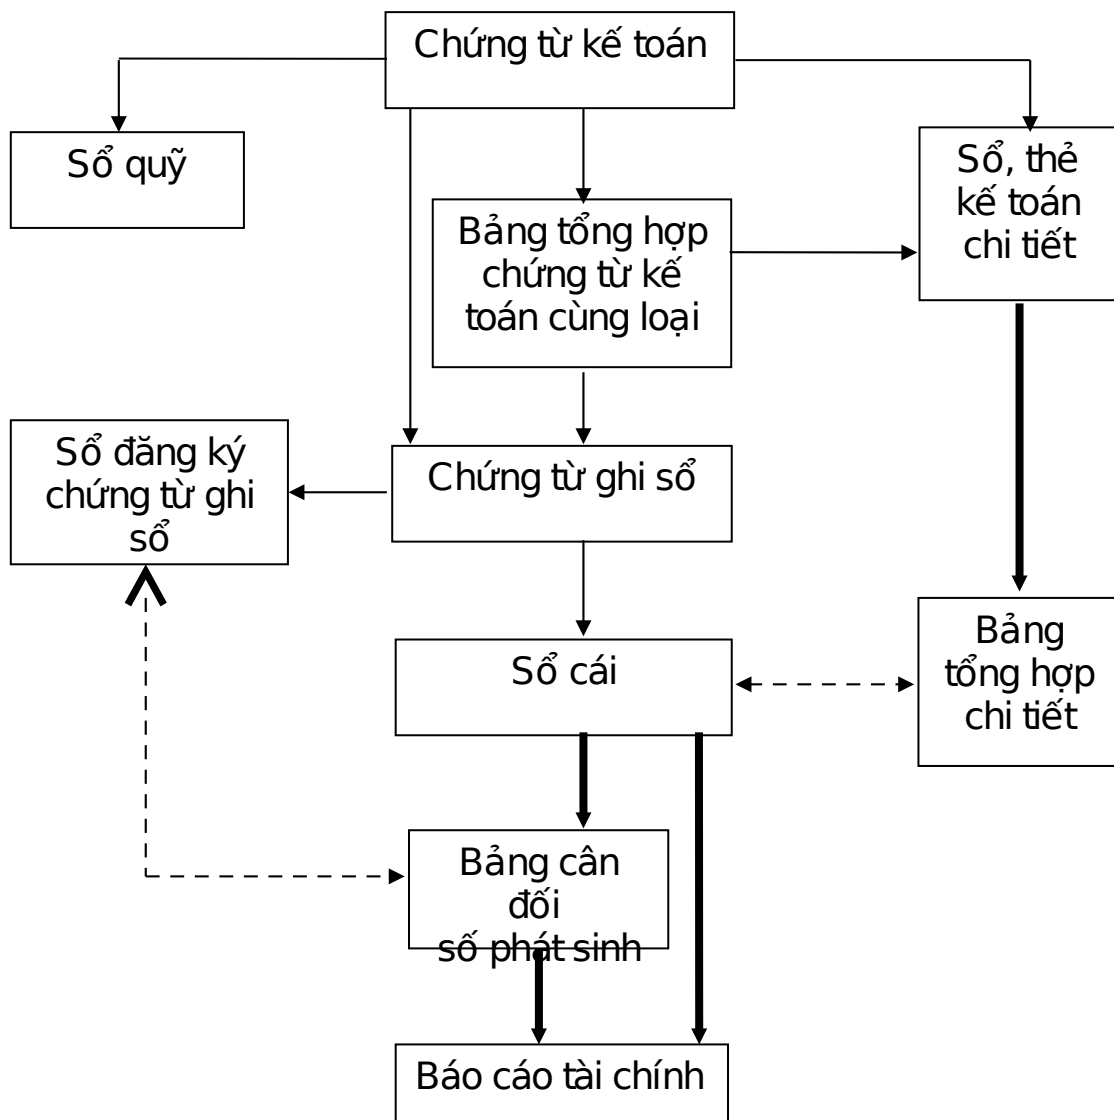 Chứng từ kế toán
Sổ quỹ
Sổ, thẻ
kế toán
chi tiết
Bảng tổng hợp
chứng từ kế
toán cùng loại
Sổ đăng ký
chứng từ ghi
sổ
Chứng từ ghi sổ
Sổ cái
Bảng
tổng hợp
chi tiết
Bảng cân
đối
số phát sinh
Báo cáo tài chính